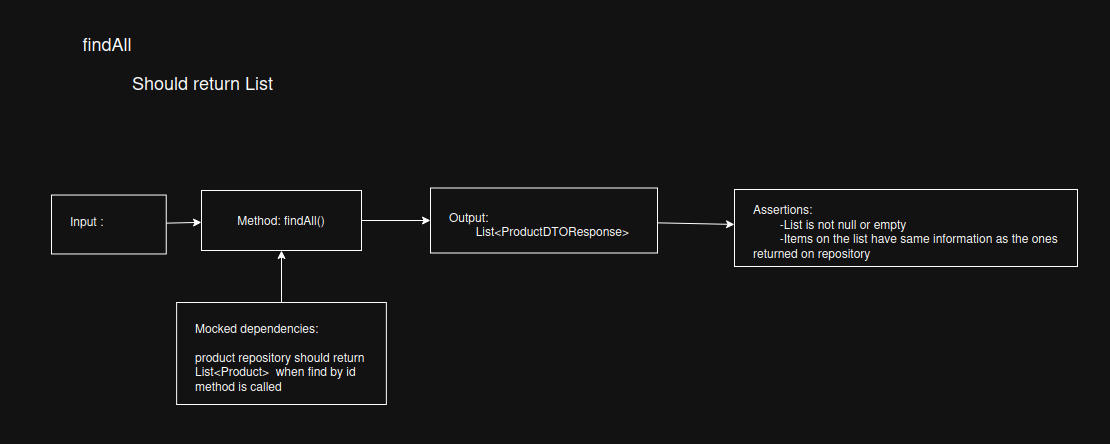 findAll
Should return List
Input :
Method: findAll()
Output:
List<ProductDTOResponse>
Assertions:
-List is not null or empty
-Items on the list have same information as the ones
returned on repository
Mocked dependencies:
product repository should return
List<Product> when find by id
method is called